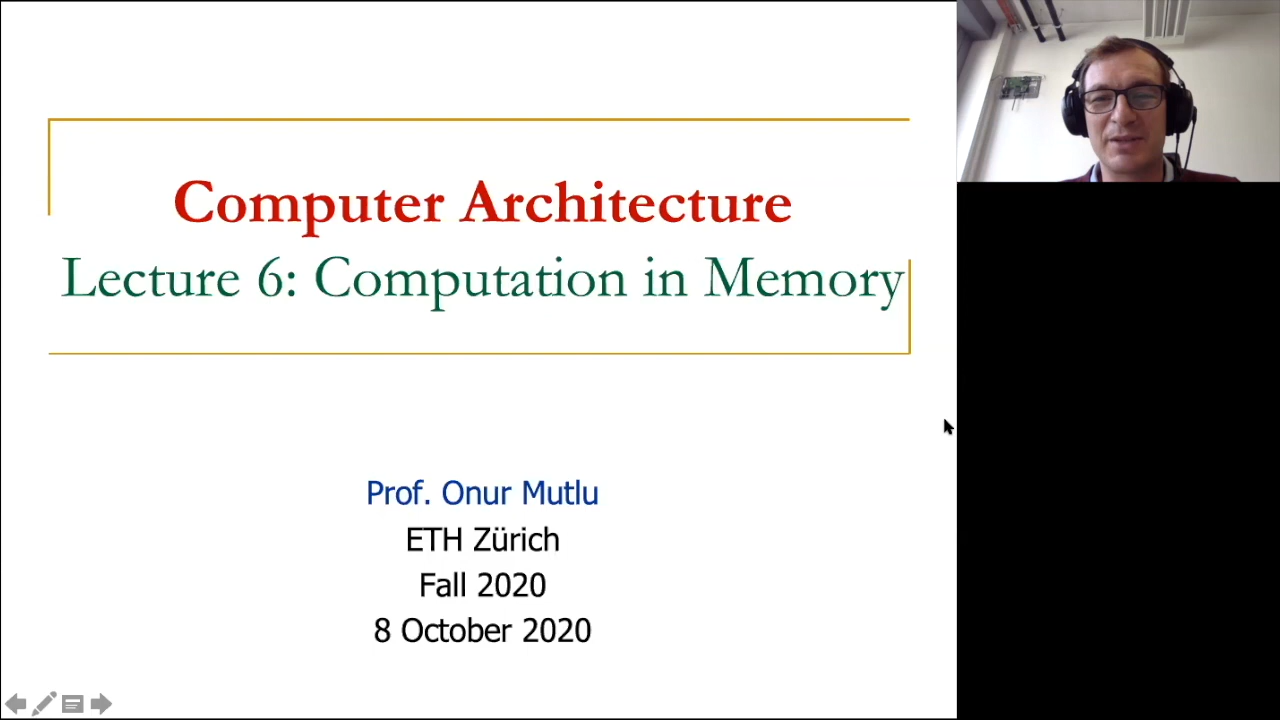 Computer Architecture
Lecture 6: Computation in Memory
Prof. Onur Mutlu
ETH Zürich
Fall 2020
8 October 2020